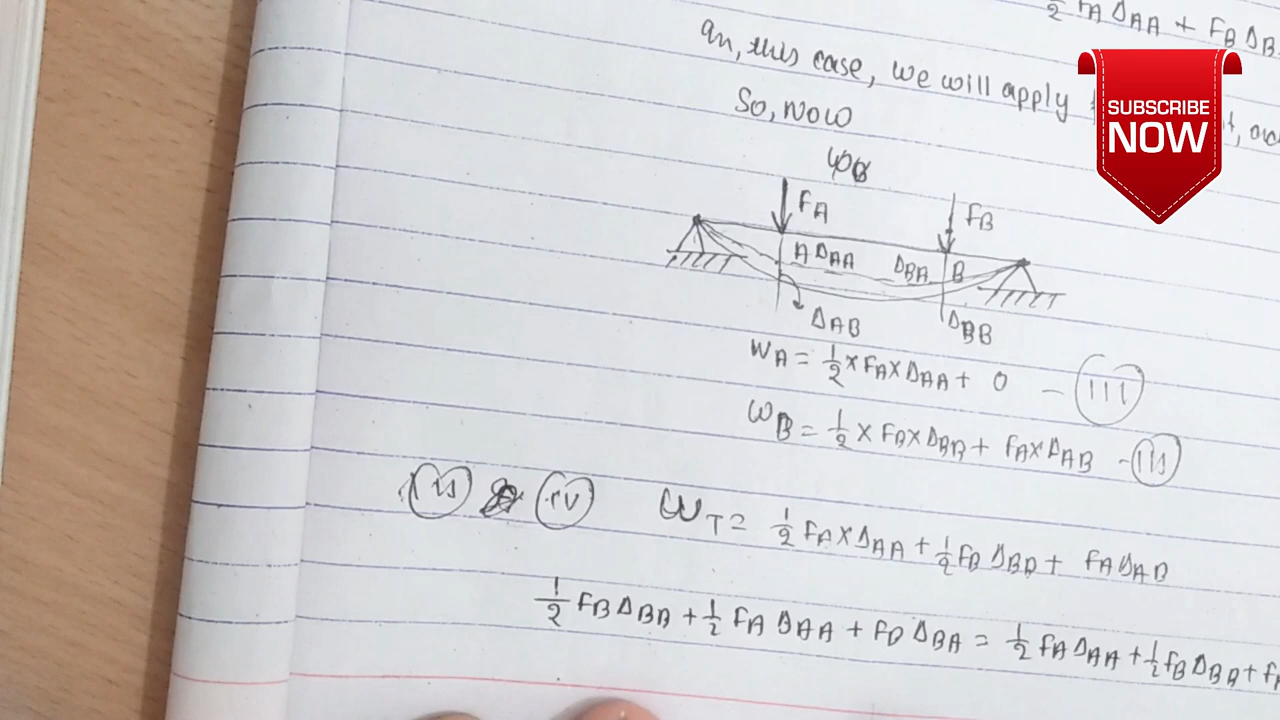 ½ FA ΔAA + FB ΔB
In, this case, we will apply
So, Now
FA
FB
A ΔAA
ΔBA B
ΔAB
ΔBB
WA = ½ × FA × ΔAA + 0 - (III)
WB = ½ × FB × ΔBB + FA × ΔAB -
(IV)
WT = ½ FA × ΔAA + ½ FB ΔBB + FA ΔAB
½ FB ΔBB + ½ FA ΔAA + FB ΔBA = ½ FA ΔAA + ½ FB ΔBB + FA
SUBSCRIBE
NOW